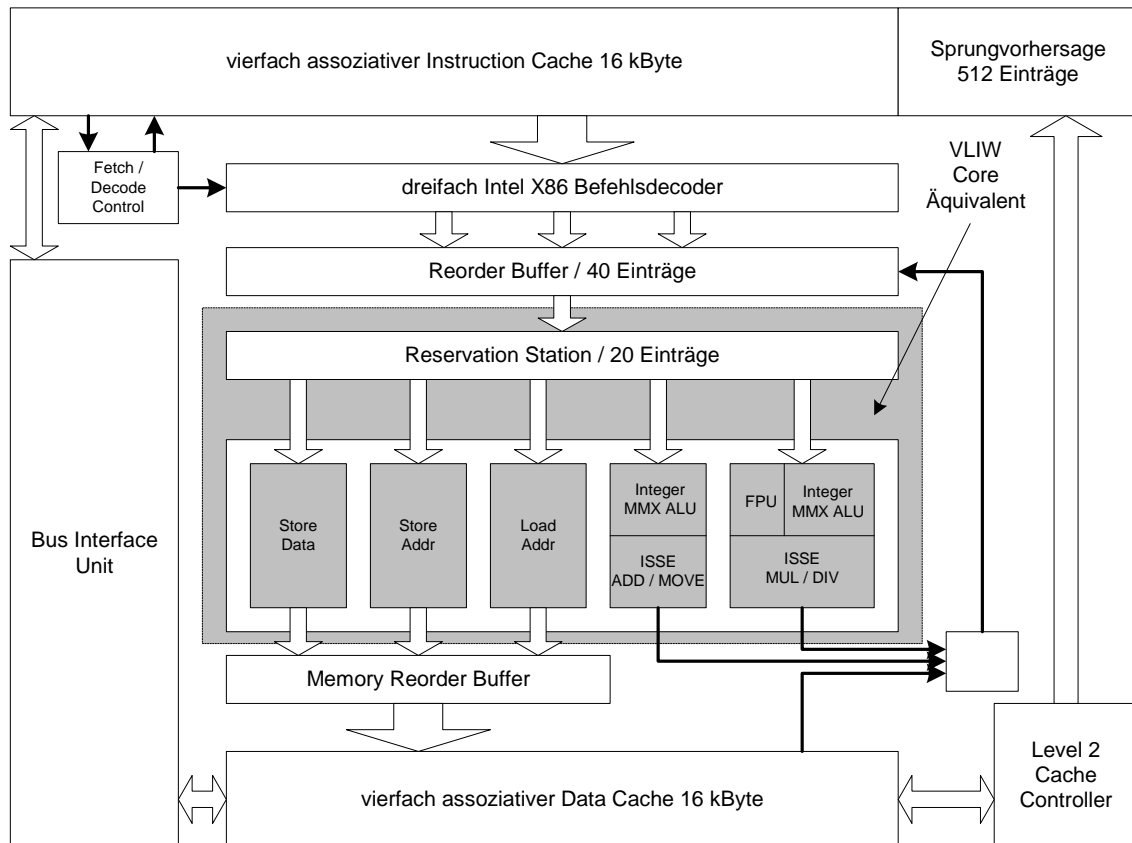 vierfach assoziativer Instruction Cache 16 kByte
Sprungvorhersage
512 Einträge
Fetch /
Decode
Control
dreifach Intel X86 Befehlsdecoder
VLIW
Core
Äquivalent
Reorder Buffer / 40 Einträge
Reservation Station / 20 Einträge
Bus Interface
Unit
Store
Data
Store
Addr
Load
Addr
Integer
MMX ALU
ISSE
ADD / MOVE
FPU
Integer
MMX ALU
ISSE
MUL / DIV
Memory Reorder Buffer
vierfach assoziativer Data Cache 16 kByte
Level 2
Cache
Controller